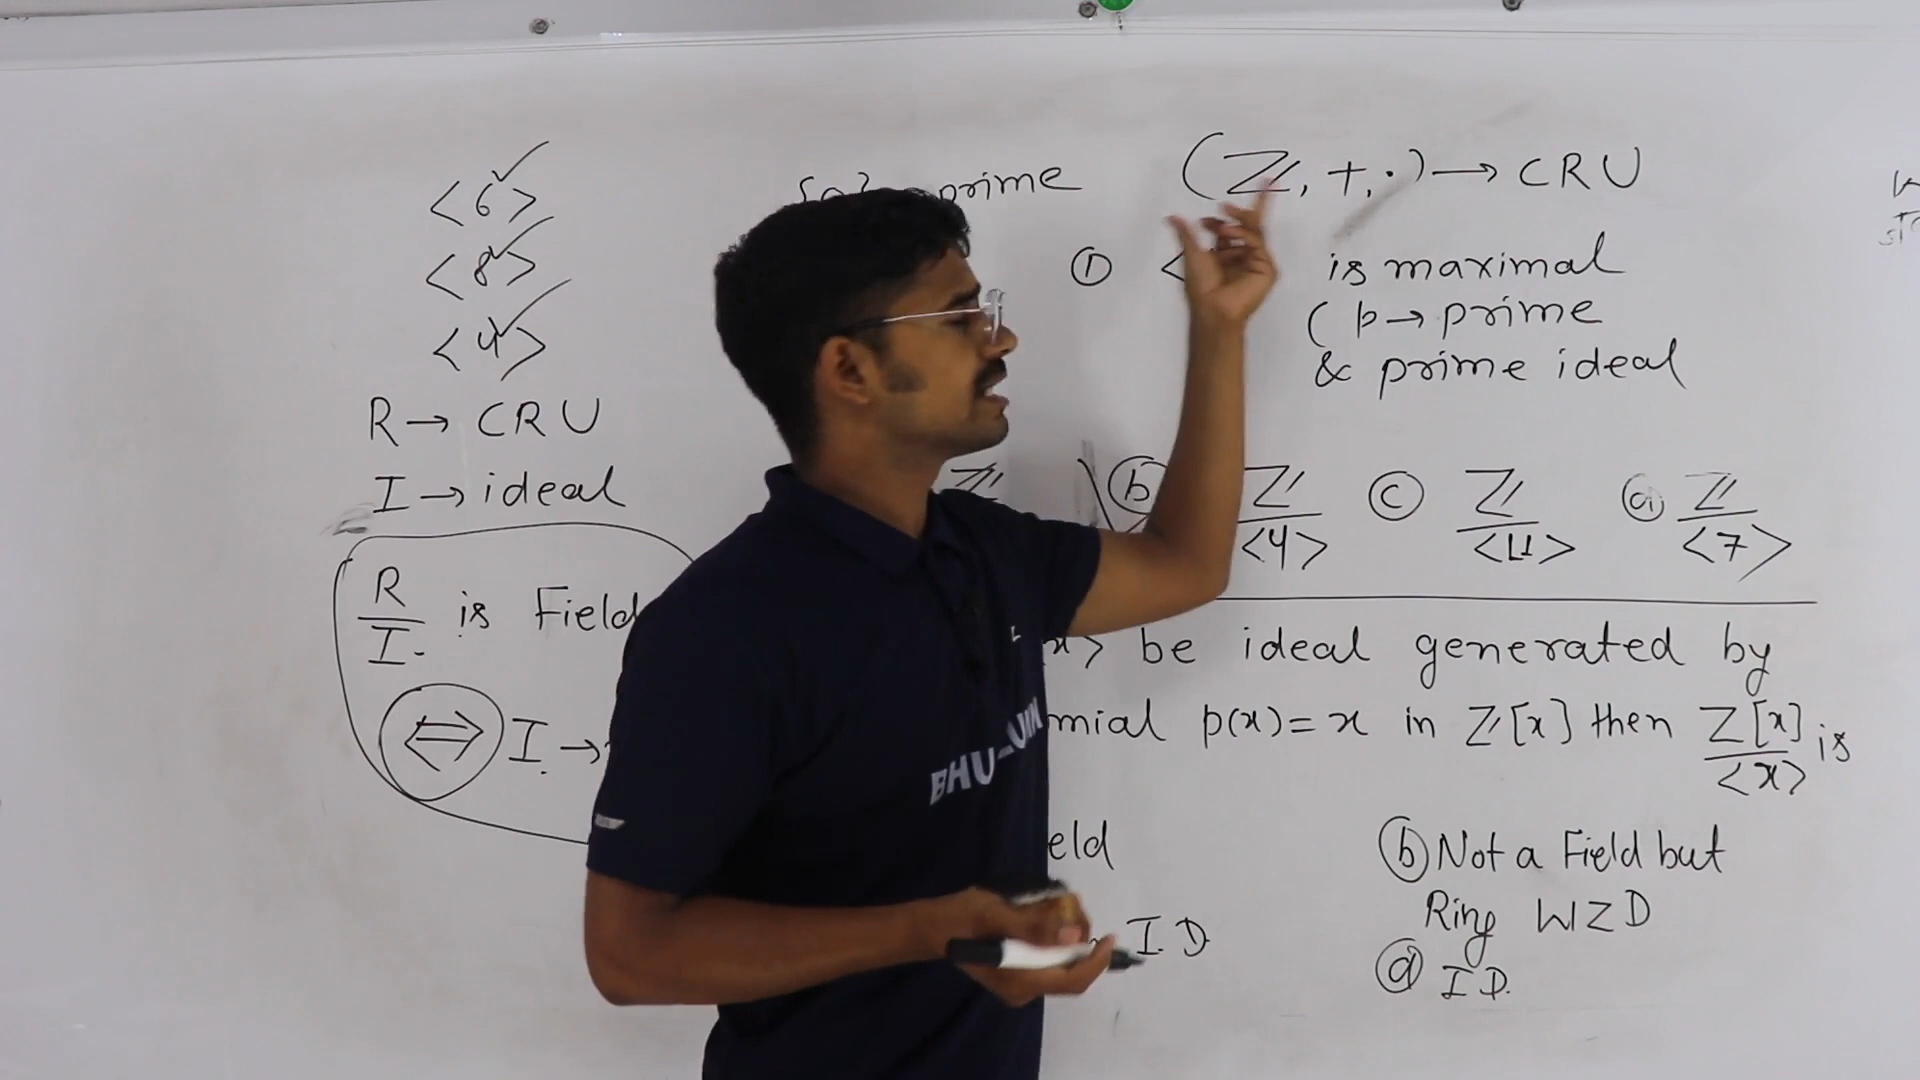 <6>
<8>
<4>
R → CRU
I → ideal
R/I is Field
⇔ I →
prime (ℤ, +, ·) → CRU
① < is maximal
( p → prime
& prime ideal
ℤ (b) ℤ/<4> (c) ℤ/<11> (d) ℤ/<7>
x> be ideal generated by
mial p(x)=x in ℤ[x] then ℤ[x]/<x> is
eld
(b) Not a Field but
Ring WZD
I.D
(d) I.D.
BHU